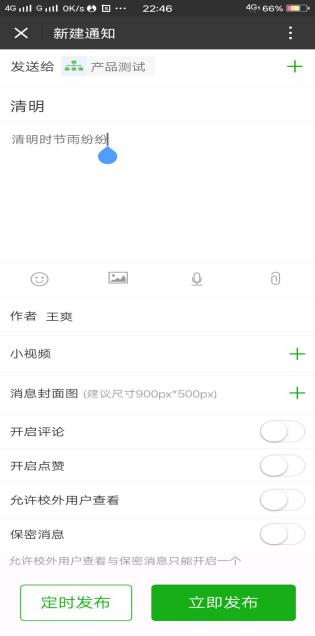 4G G 0K/s ··· 22:46 4G¹ 66%
新建通知
发送给 产品测试
清明
清明时节雨纷纷
作者 王爽
小视频
消息封面图 (建议尺寸900px*500px)
开启评论
开启点赞
允许校外用户查看
保密消息
允许校外用户查看与保密消息只能开启一个
定时发布 立即发布